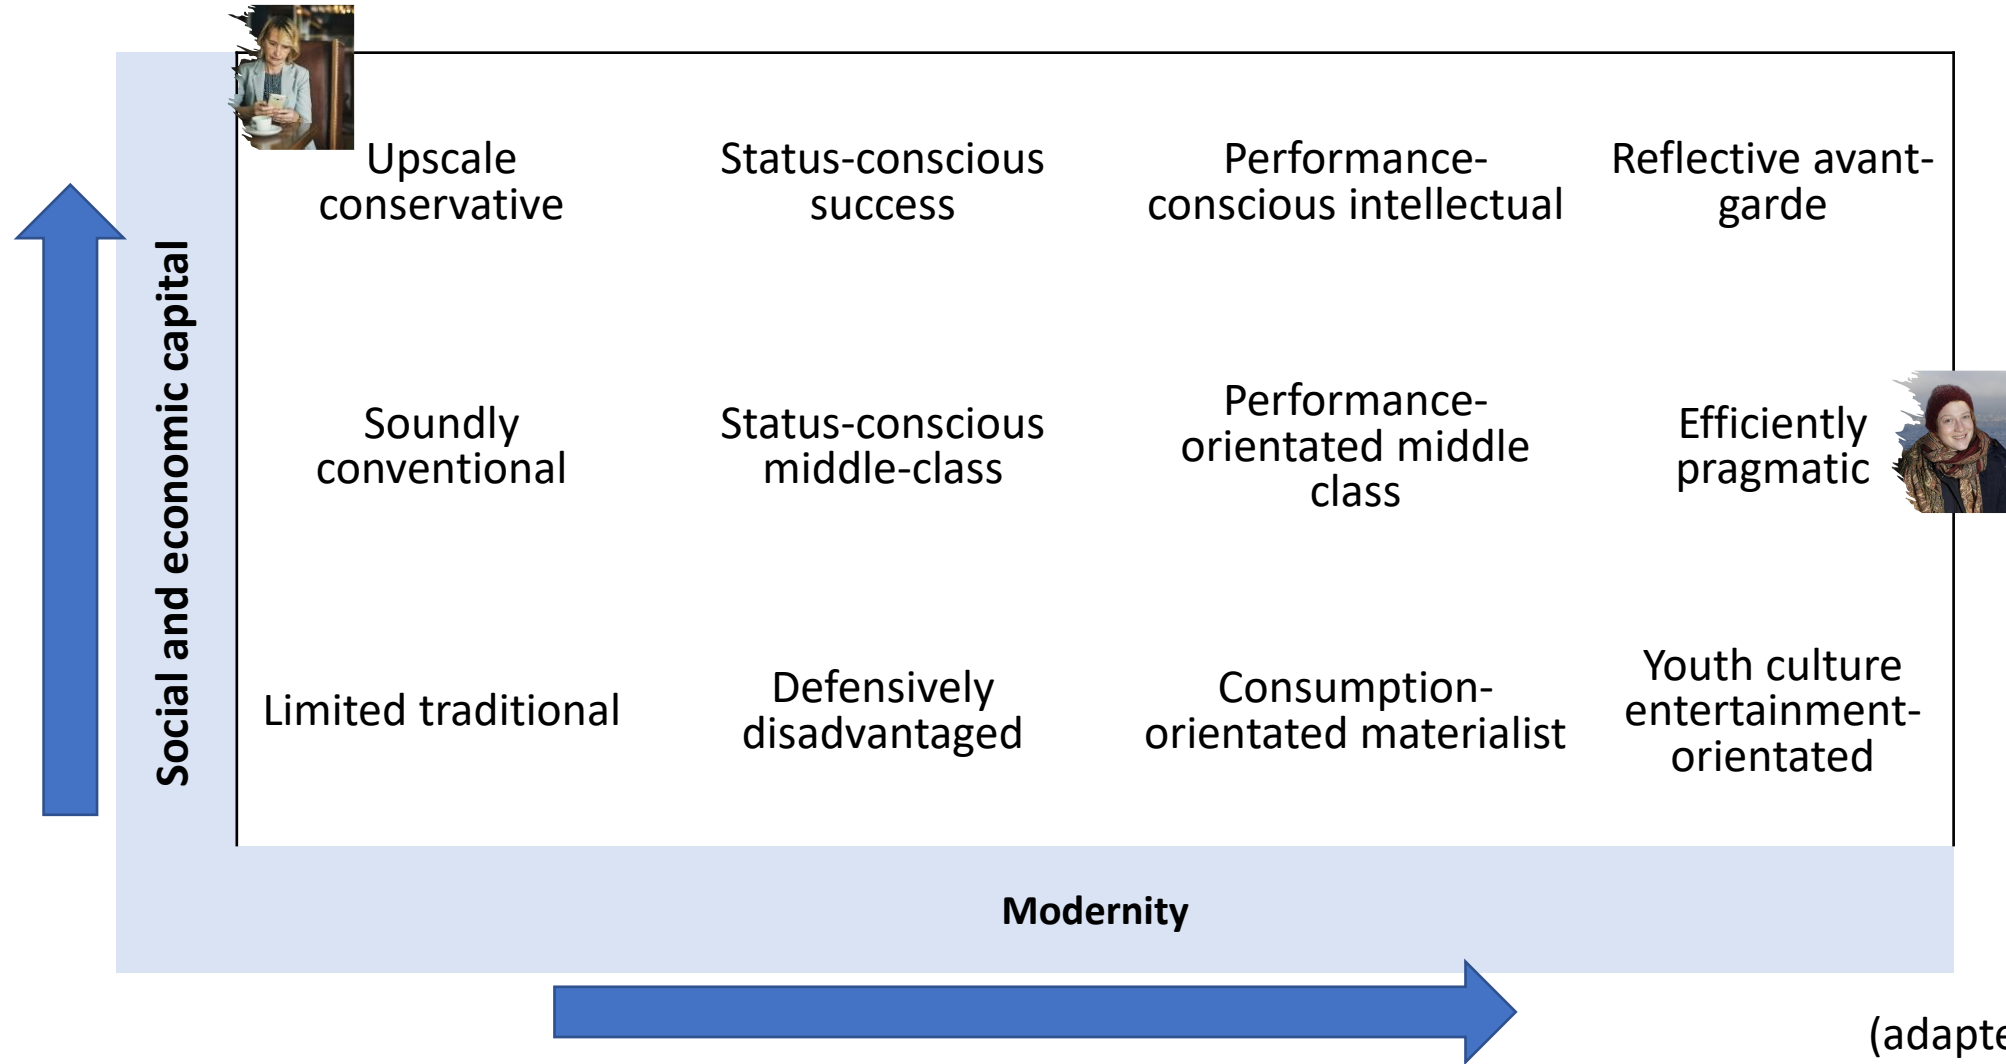 Social and economic capital
Upscale
conservative
Status-conscious
success
Performance-
conscious intellectual
Reflective avant-
garde
Soundly
conventional
Status-conscious
middle-class
Performance-
orientated middle
class
Efficiently
pragmatic
Limited traditional
Defensively
disadvantaged
Consumption-
orientated materialist
Youth culture
entertainment-
orientated
Modernity